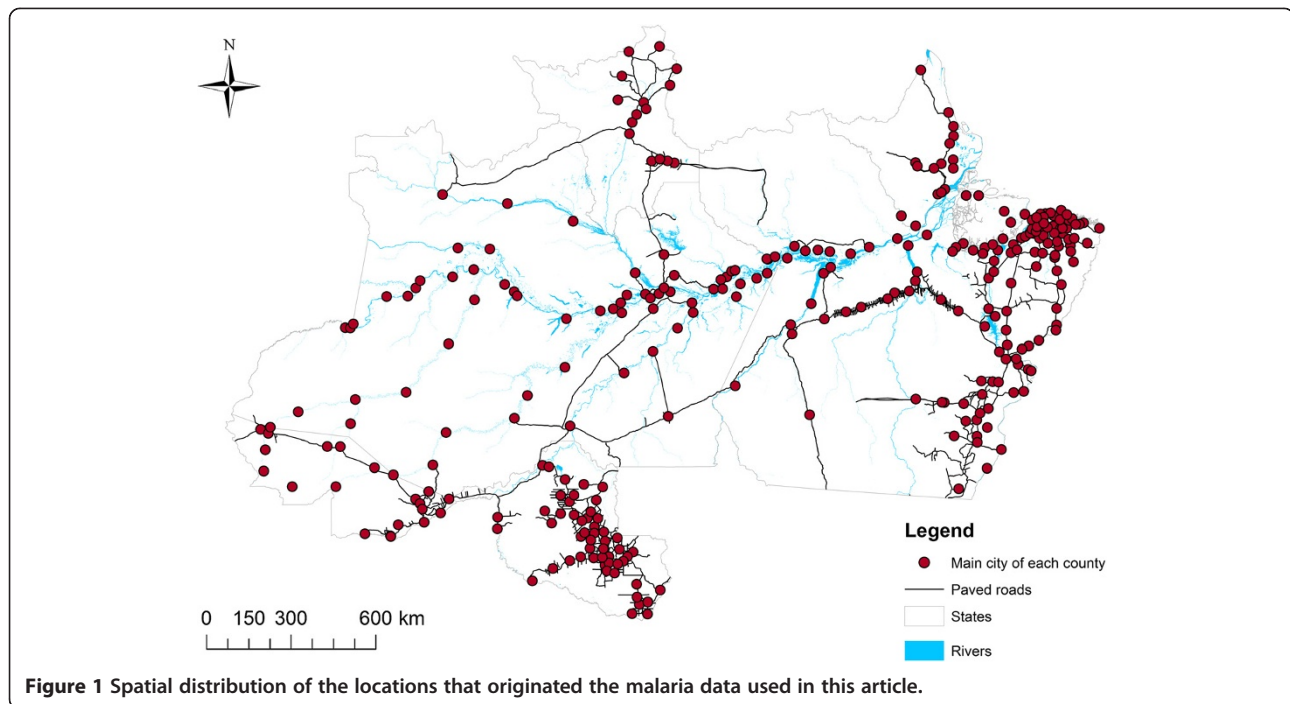 N
Legend
Main city of each county
Paved roads
States
Rivers
0 150 300 600 km
Figure 1 Spatial distribution of the locations that originated the malaria data used in this article.